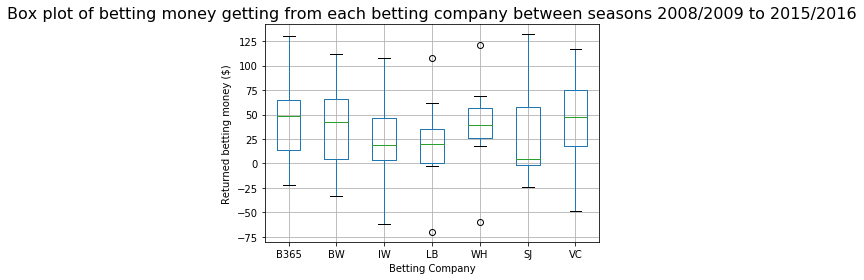 Box plot of betting money getting from each betting company between seasons 2008/2009 to 2015/2016
Returned betting money ($)
125
100
75
50
25
0
−25
−50
−75
B365 BW IW LB WH SJ VC
Betting Company